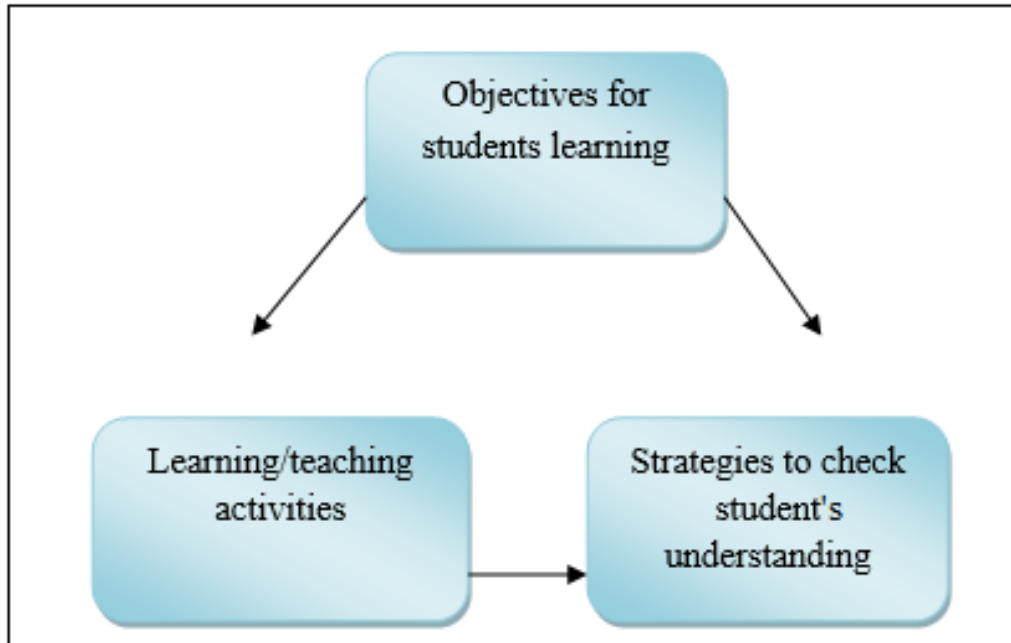 Objectives for
students learning
Learning/teaching
activities
Strategies to check
student's
understanding